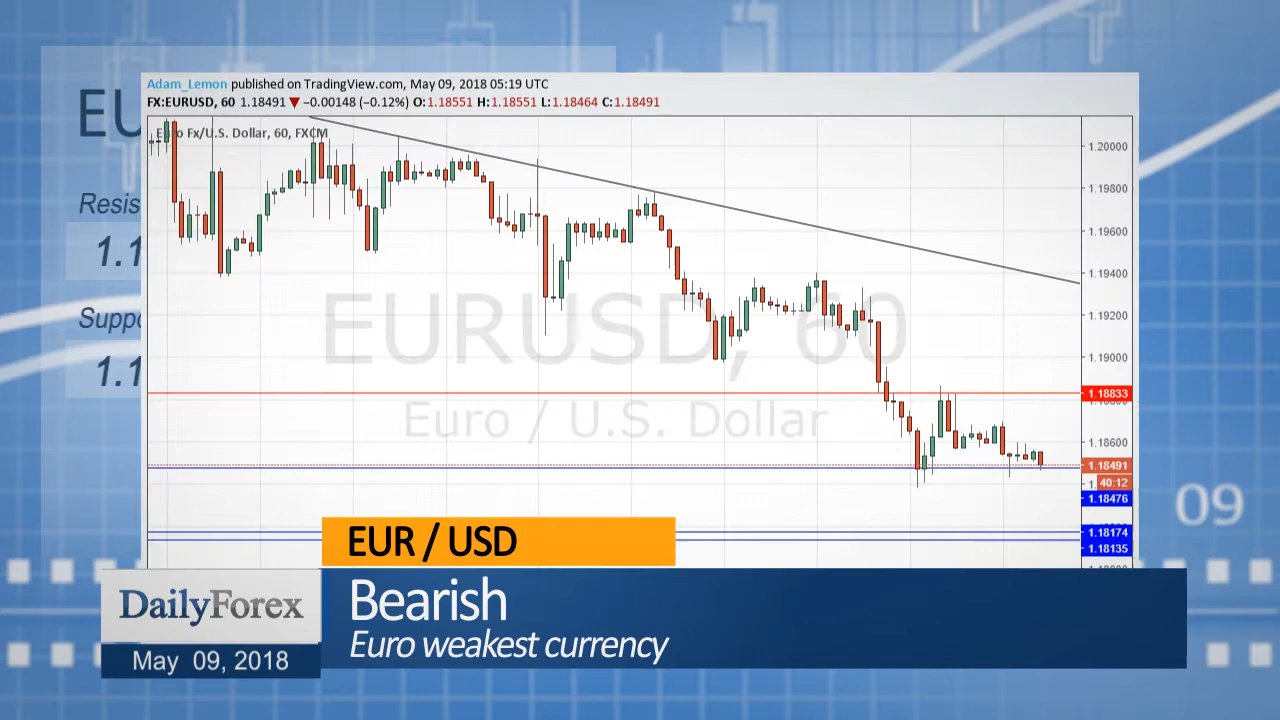 Adam_Lemon published on TradingView.com, May 09, 2018 05:19 UTC
FX:EURUSD, 60 1.18491 ▼ −0.00148 (−0.12%) O:1.18551 H:1.18551 L:1.18464 C:1.18491
Euro Fx/U.S. Dollar, 60, FXCM
EU
Resis
1.1
Suppo
1.1
EURUSD, 60
Euro / U.S. Dollar
1.20000
1.19800
1.19600
1.19400
1.19200
1.19000
1.18833
1.18600
1.18491
40:12
1.18476
1.18174
1.18135
09
EUR / USD
Bearish
Euro weakest currency
DailyForex
May 09, 2018